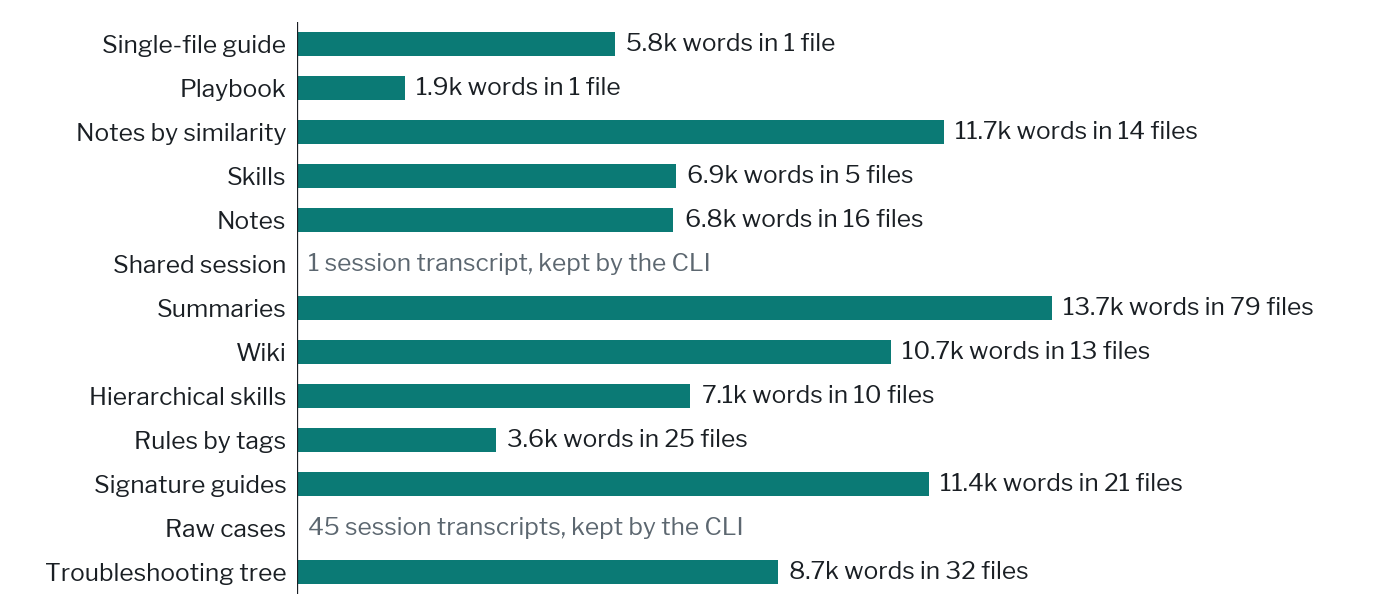 Single-file guide 5.8k words in 1 file
Playbook 1.9k words in 1 file
Notes by similarity 11.7k words in 14 files
Skills 6.9k words in 5 files
Notes 6.8k words in 16 files
Shared session 1 session transcript, kept by the CLI
Summaries 13.7k words in 79 files
Wiki 10.7k words in 13 files
Hierarchical skills 7.1k words in 10 files
Rules by tags 3.6k words in 25 files
Signature guides 11.4k words in 21 files
Raw cases 45 session transcripts, kept by the CLI
Troubleshooting tree 8.7k words in 32 files